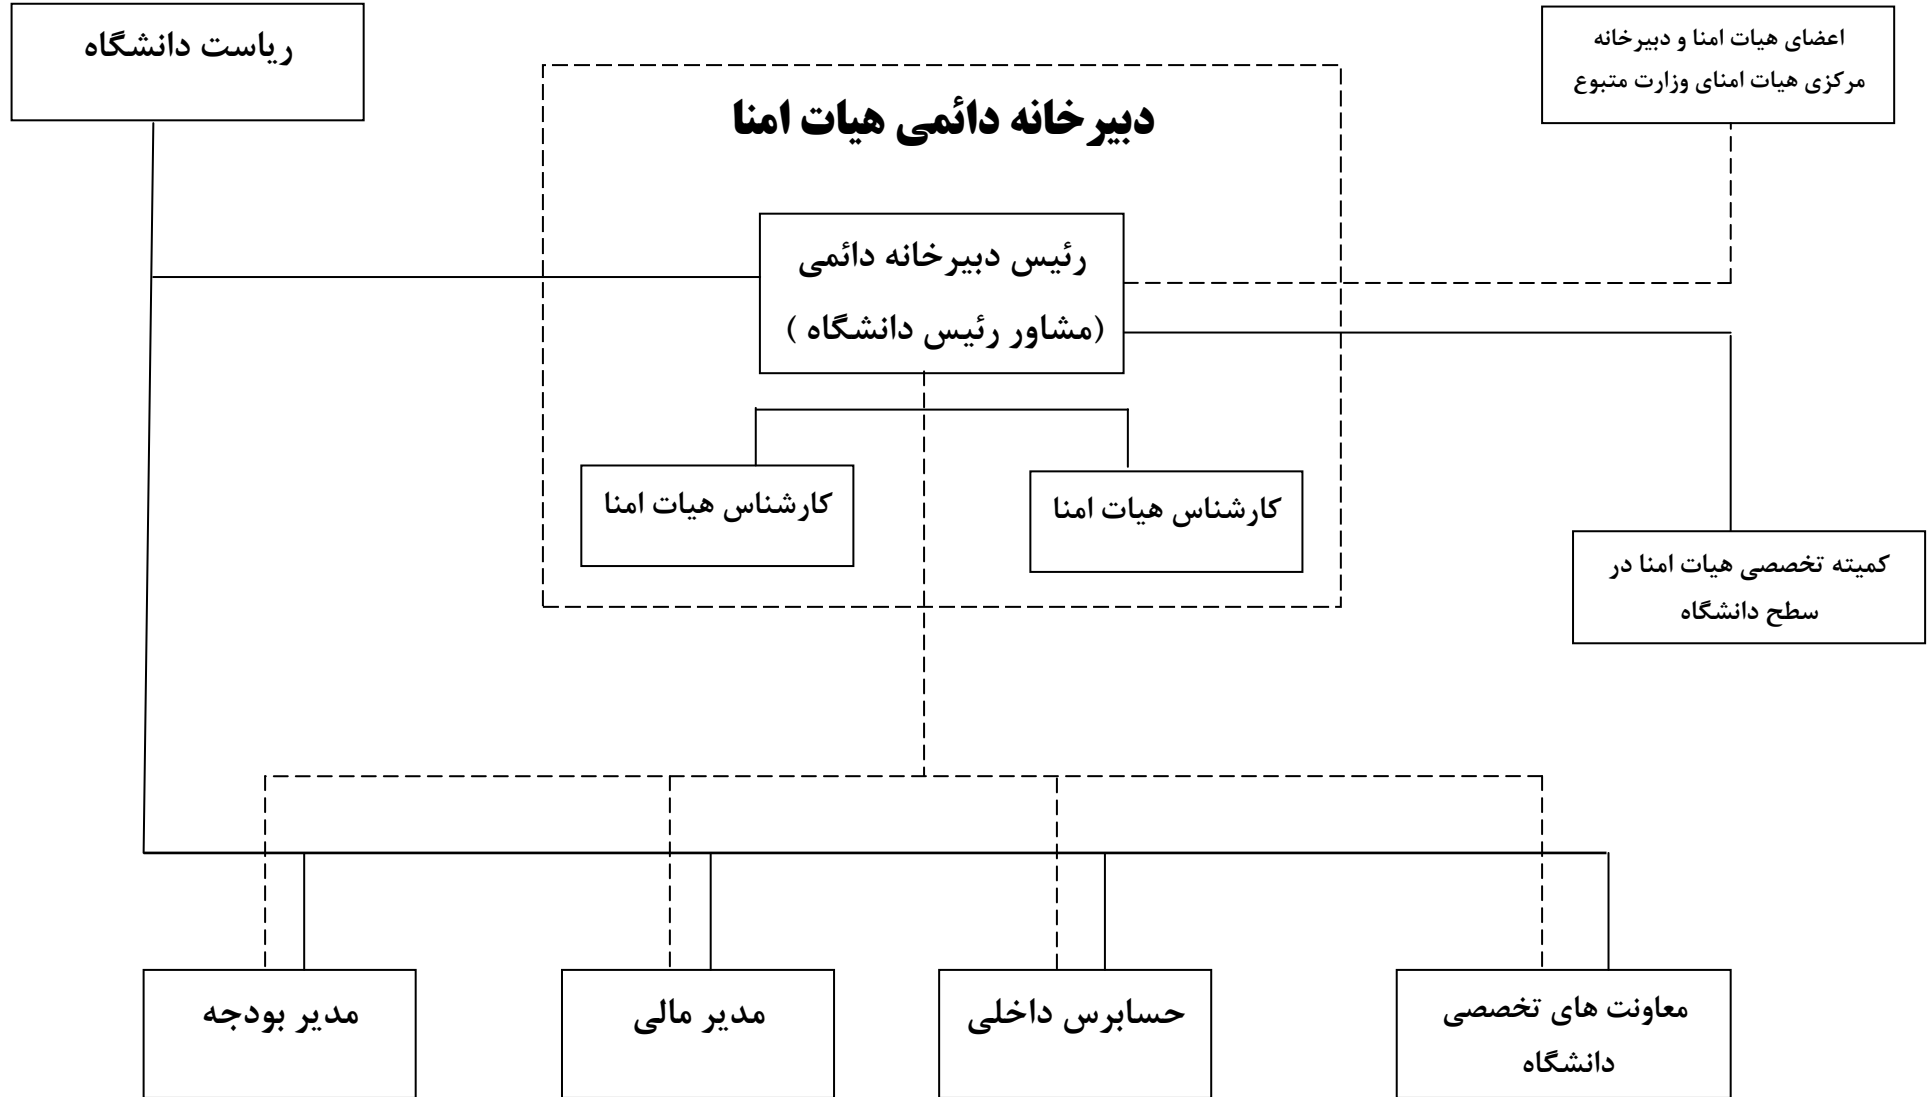 ریاست دانشگاه
اعضای هیات امنا و دبیرخانه
مرکزی هیات امنای وزارت متبوع
دبیرخانه دائمی هیات امنا
رئیس دبیرخانه دائمی
(مشاور رئیس دانشگاه )
کارشناس هیات امنا
کارشناس هیات امنا
کمیته تخصصی هیات امنا در
سطح دانشگاه
معاونت های تخصصی
دانشگاه
حسابرس داخلی
مدیر مالی
مدیر بودجه